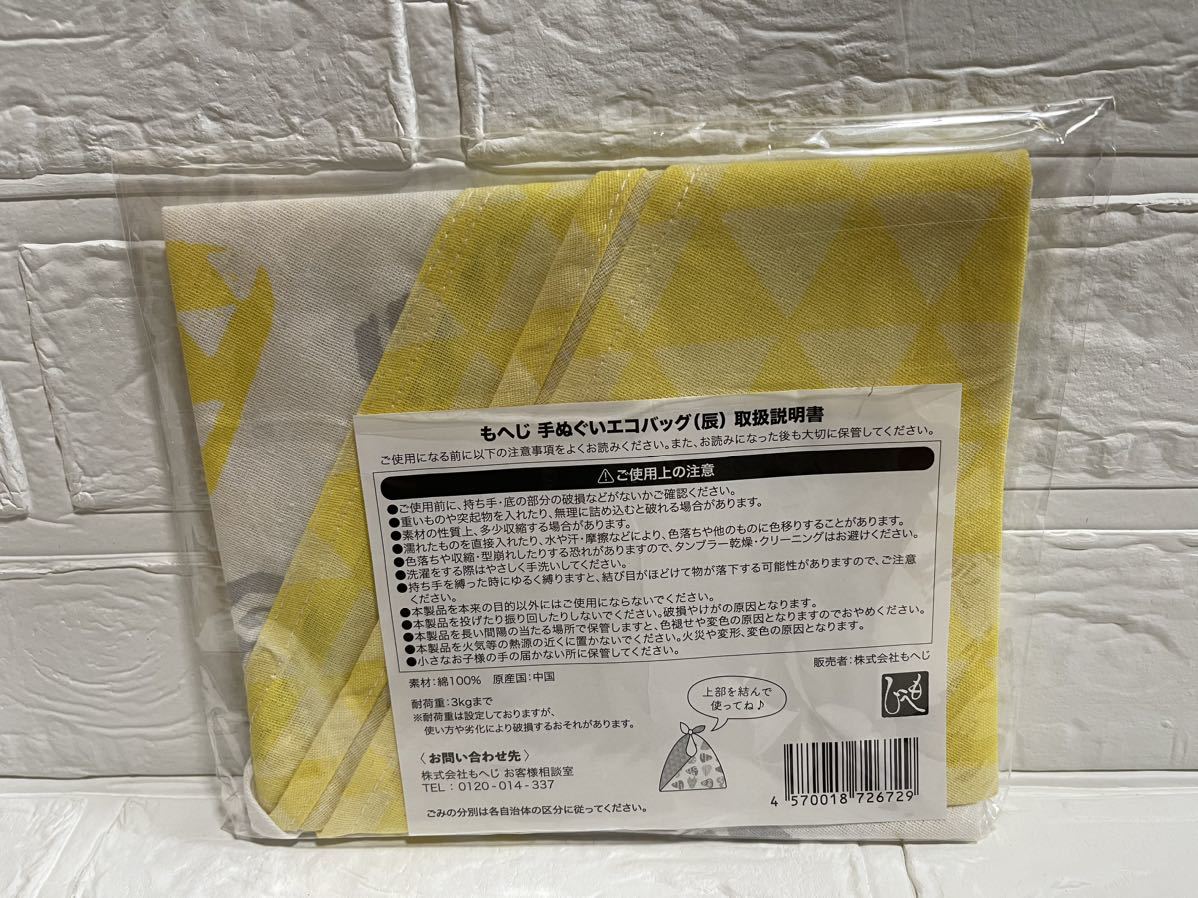 もへじ 手ぬぐいエコバッグ(辰) 取扱説明書
ご使用になる前に以下の注意事項をよくお読みください。また、お読みになった後も大切に保管してください。
⚠ご使用上の注意
●ご使用前に、持ち手・底の部分の破損などがないかご確認ください。
●重いものや突起物を入れたり、無理に詰め込むと破れる場合があります。
●素材の性質上、多少収縮する場合があります。
●濡れたものを直接入れたり、水や汗・摩擦などにより、色落ちや他のものに色移りすることがあります。
●色落ちや収縮・型崩れしたりする恐れがありますので、タンブラー乾燥・クリーニングはお避けください。
●洗濯をする際はやさしく手洗いしてください。
●持ち手を縛った時にゆるく縛りますと、結び目がほどけて物が落下する可能性がありますので、ご注意
ください。
●本製品を本来の目的以外にはご使用にならないでください。
●本製品を投げたり振り回したりしないでください。破損やけがの原因となります。
●本製品を長い間陽の当たる場所で保管しますと、色褪せや変色の原因となりますのでおやめください。
●本製品を火気等の熱源の近くに置かないでください。火災や変形、変色の原因となります。
●小さなお子様の手の届かない所に保管してください。
素材:綿100% 原産国:中国
販売者:株式会社もへじ
耐荷重:3kgまで
※耐荷重は設定しておりますが、
使い方や劣化により破損するおそれがあります。
上部を結んで
使ってね♪
もへじ
〈 お問い合わせ先 〉
株式会社もへじ お客様相談室
TEL : 0120-014-337
ごみの分別は各自治体の区分に従ってください。
4 570018 726729